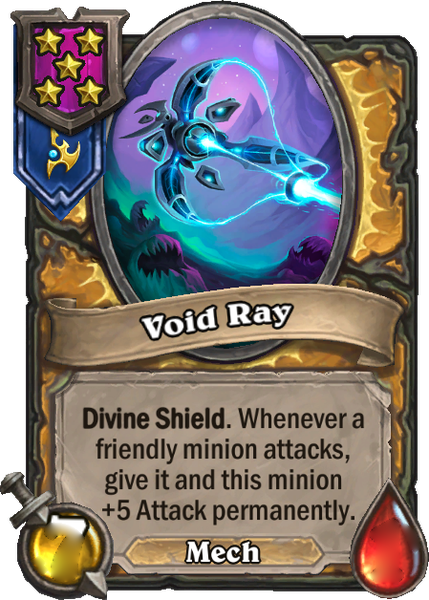 Void Ray
Divine Shield. Whenever a
friendly minion attacks,
give it and this minion
+5 Attack permanently.
7
Mech